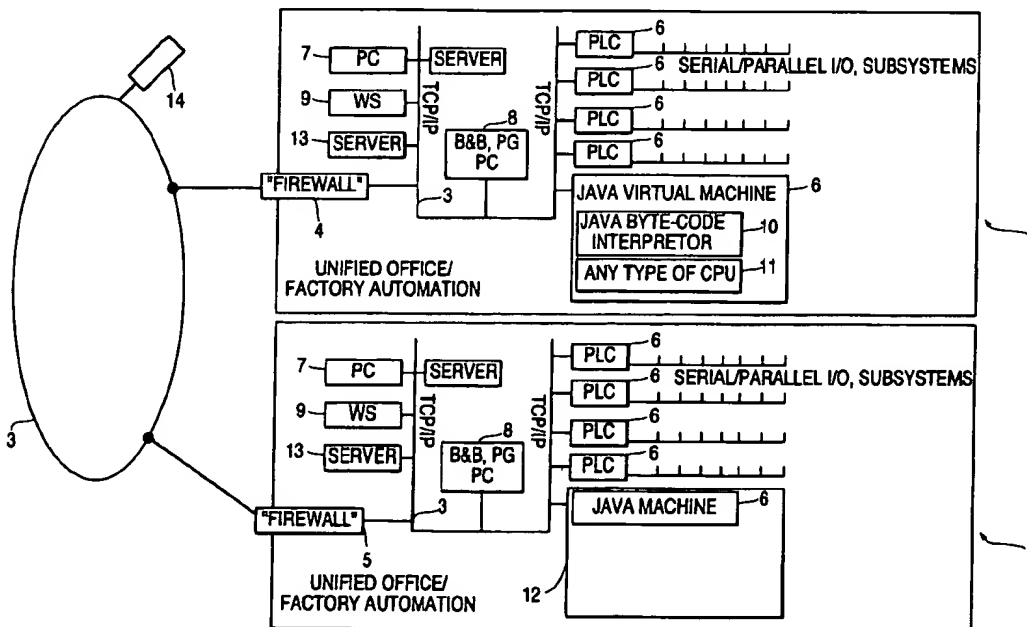 14
3
7
PC
SERVER
9
WS
13
SERVER
TCP/IP
8
B&B, PG
PC
TCP/IP
"FIREWALL"
4
3
UNIFIED OFFICE/
FACTORY AUTOMATION
6
PLC
SERIAL/PARALLEL I/O, SUBSYSTEMS
6
PLC
6
PLC
6
PLC
JAVA VIRTUAL MACHINE
6
JAVA BYTE-CODE
INTERPRETOR
10
ANY TYPE OF CPU
11
7
PC
SERVER
9
WS
13
SERVER
TCP/IP
8
B&B, PG
PC
TCP/IP
"FIREWALL"
5
3
UNIFIED OFFICE/
FACTORY AUTOMATION
6
PLC
SERIAL/PARALLEL I/O, SUBSYSTEMS
6
PLC
6
PLC
6
PLC
JAVA MACHINE
6
12